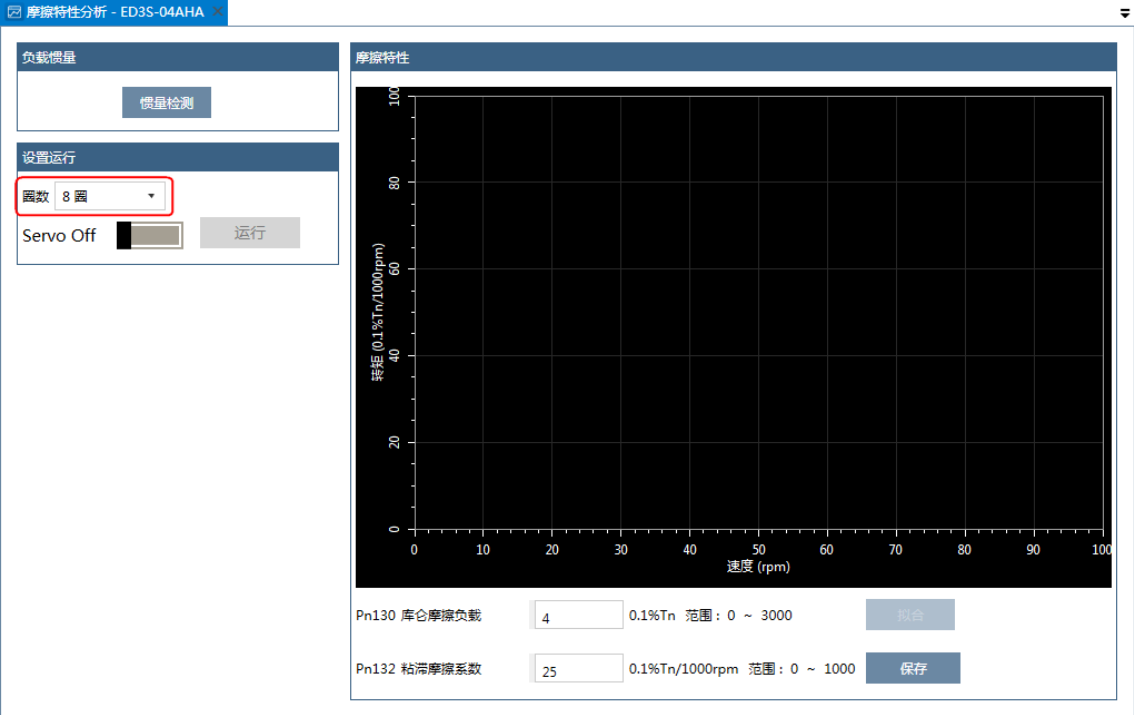 摩擦特性分析 - ED3S-04AHA
负载惯量
惯量检测
设置运行
圈数 8 圈
Servo Off 运行
摩擦特性
转矩 (0.1%Tn/1000rpm)
100
80
60
40
20
0
0 10 20 30 40 50 60 70 80 90 100
速度 (rpm)
Pn130 库仑摩擦负载 4 0.1%Tn 范围: 0 ~ 3000 拟合
Pn132 粘滞摩擦系数 25 0.1%Tn/1000rpm 范围: 0 ~ 1000 保存